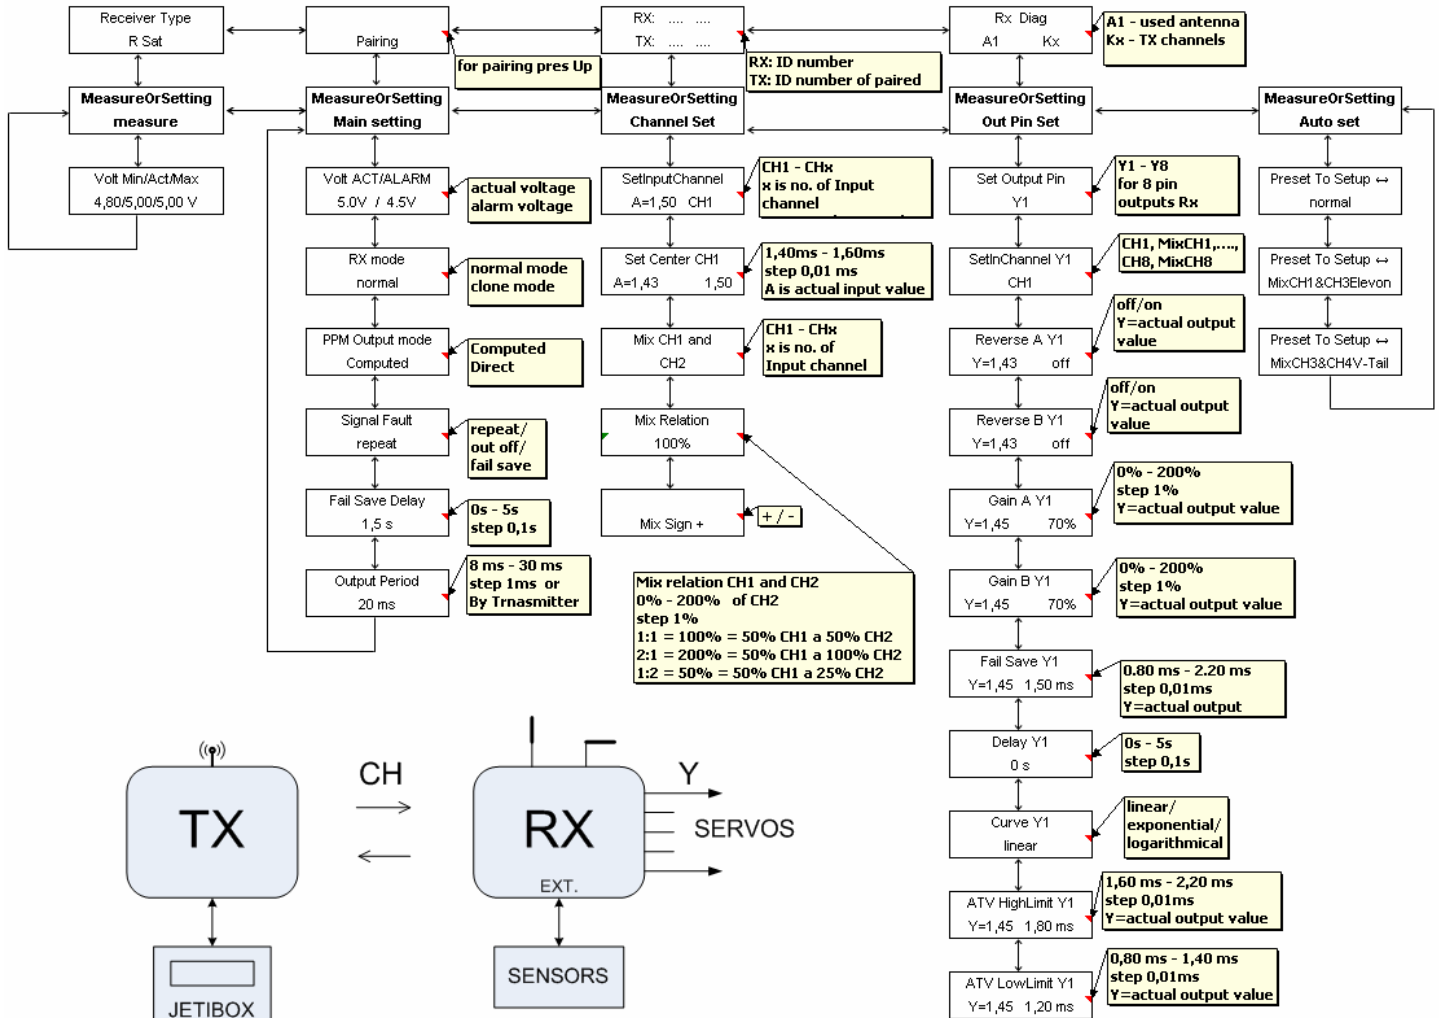 Receiver Type
R Sat
Pairing
for pairing pres Up
RX: .... ....
TX: .... ....
RX: ID number
TX: ID number of paired
Rx Diag
A1 Kx
A1 - used antenna
Kx - TX channels
MeasureOrSetting
measure
MeasureOrSetting
Main setting
MeasureOrSetting
Channel Set
MeasureOrSetting
Out Pin Set
MeasureOrSetting
Auto set
Volt Min/Act/Max
4,80/5,00/5,00 V
Volt ACT/ALARM
5.0V / 4.5V
actual voltage
alarm voltage
RX mode
normal
normal mode
clone mode
PPM Output mode
Computed
Computed
Direct
Signal Fault
repeat
repeat/
out off/
fail save
Fail Save Delay
1,5 s
0s - 5s
step 0,1s
Output Period
20 ms
8 ms - 30 ms
step 1ms or
By Trnasmitter
SetInputChannel
A=1,50 CH1
CH1 - CHx
x is no. of Input
channel
Set Center CH1
A=1,43 1,50
1,40ms - 1,60ms
step 0,01 ms
A is actual input value
Mix CH1 and
CH2
CH1 - CHx
x is no. of
Input channel
Mix Relation
100%
Mix Sign +
+ / -
Mix relation CH1 and CH2
0% - 200% of CH2
step 1%
1:1 = 100% = 50% CH1 a 50% CH2
2:1 = 200% = 50% CH1 a 100% CH2
1:2 = 50% = 50% CH1 a 25% CH2
Set Output Pin
Y1
Y1 - Y8
for 8 pin
outputs Rx
SetInChannel Y1
CH1
CH1, MixCH1,....,
CH8, MixCH8
Reverse A Y1
Y=1,43 off
off/on
Y=actual output
value
Reverse B Y1
Y=1,43 off
off/on
Y=actual output
value
Gain A Y1
Y=1,45 70%
0% - 200%
step 1%
Y=actual output value
Gain B Y1
Y=1,45 70%
0% - 200%
step 1%
Y=actual output value
Fail Save Y1
Y=1,45 1,50 ms
0.80 ms - 2.20 ms
step 0,01ms
Y=actual output
Delay Y1
0 s
0s - 5s
step 0,1s
Curve Y1
linear
linear/
exponential/
logarithmical
ATV HighLimit Y1
Y=1,45 1,80 ms
1,60 ms - 2,20 ms
step 0,01ms
Y=actual output value
ATV LowLimit Y1
Y=1,45 1,20 ms
0,80 ms - 1,40 ms
step 0,01ms
Y=actual output value
Preset To Setup ↔
normal
Preset To Setup ↔
MixCH1&CH3Elevon
Preset To Setup ↔
MixCH3&CH4V-Tail
TX
CH
RX
EXT.
Y
SERVOS
JETIBOX
SENSORS